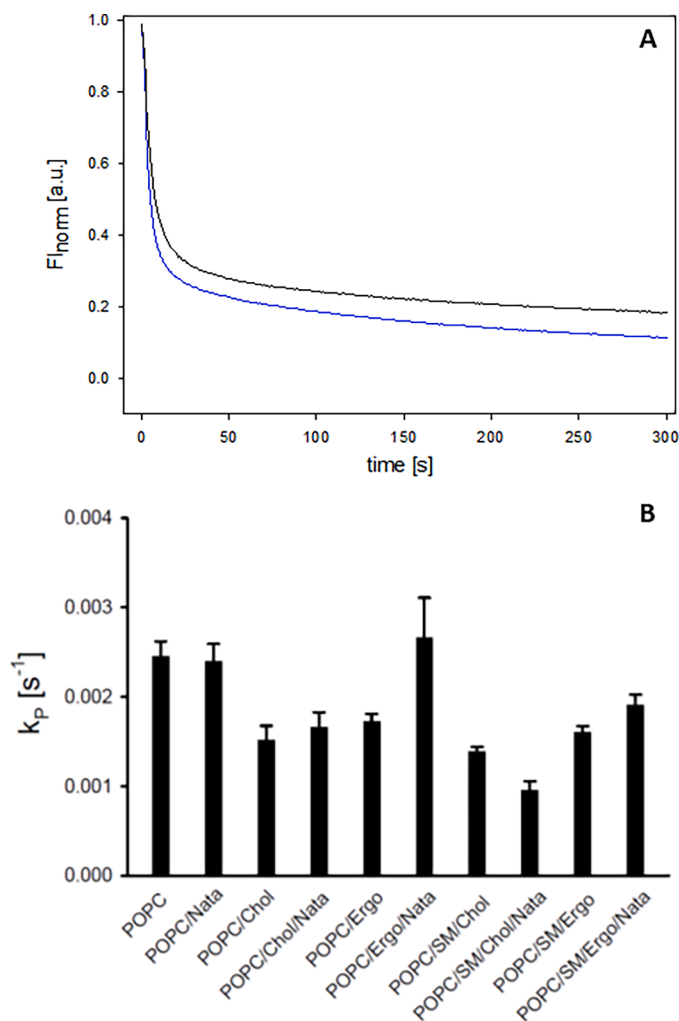 A
1.0
0.8
0.6
0.4
0.2
0.0
FInorm [a.u.]
0 50 100 150 200 250 300
time [s]
B
0.004
0.003
0.002
0.001
0.000
kP [s-1]
POPC
POPC/Nata
POPC/Chol
POPC/Chol/Nata
POPC/Ergo
POPC/Ergo/Nata
POPC/SM/Chol
POPC/SM/Chol/Nata
POPC/SM/Ergo
POPC/SM/Ergo/Nata